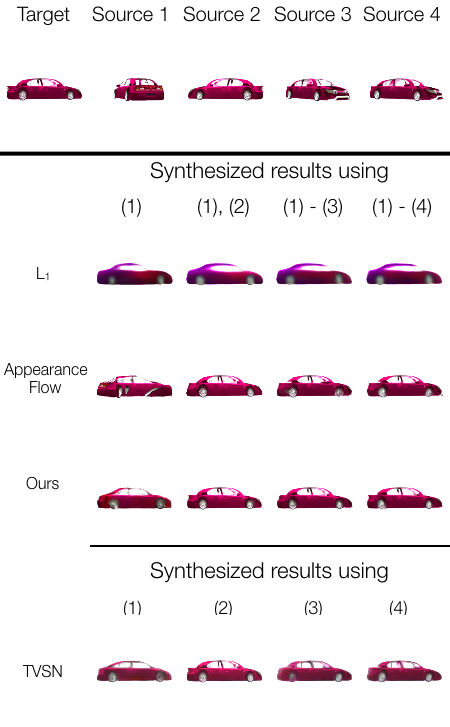 Target Source 1 Source 2 Source 3 Source 4
Synthesized results using
(1) (1), (2) (1) - (3) (1) - (4)
L₁
Appearance
Flow
Ours
Synthesized results using
(1) (2) (3) (4)
TVSN